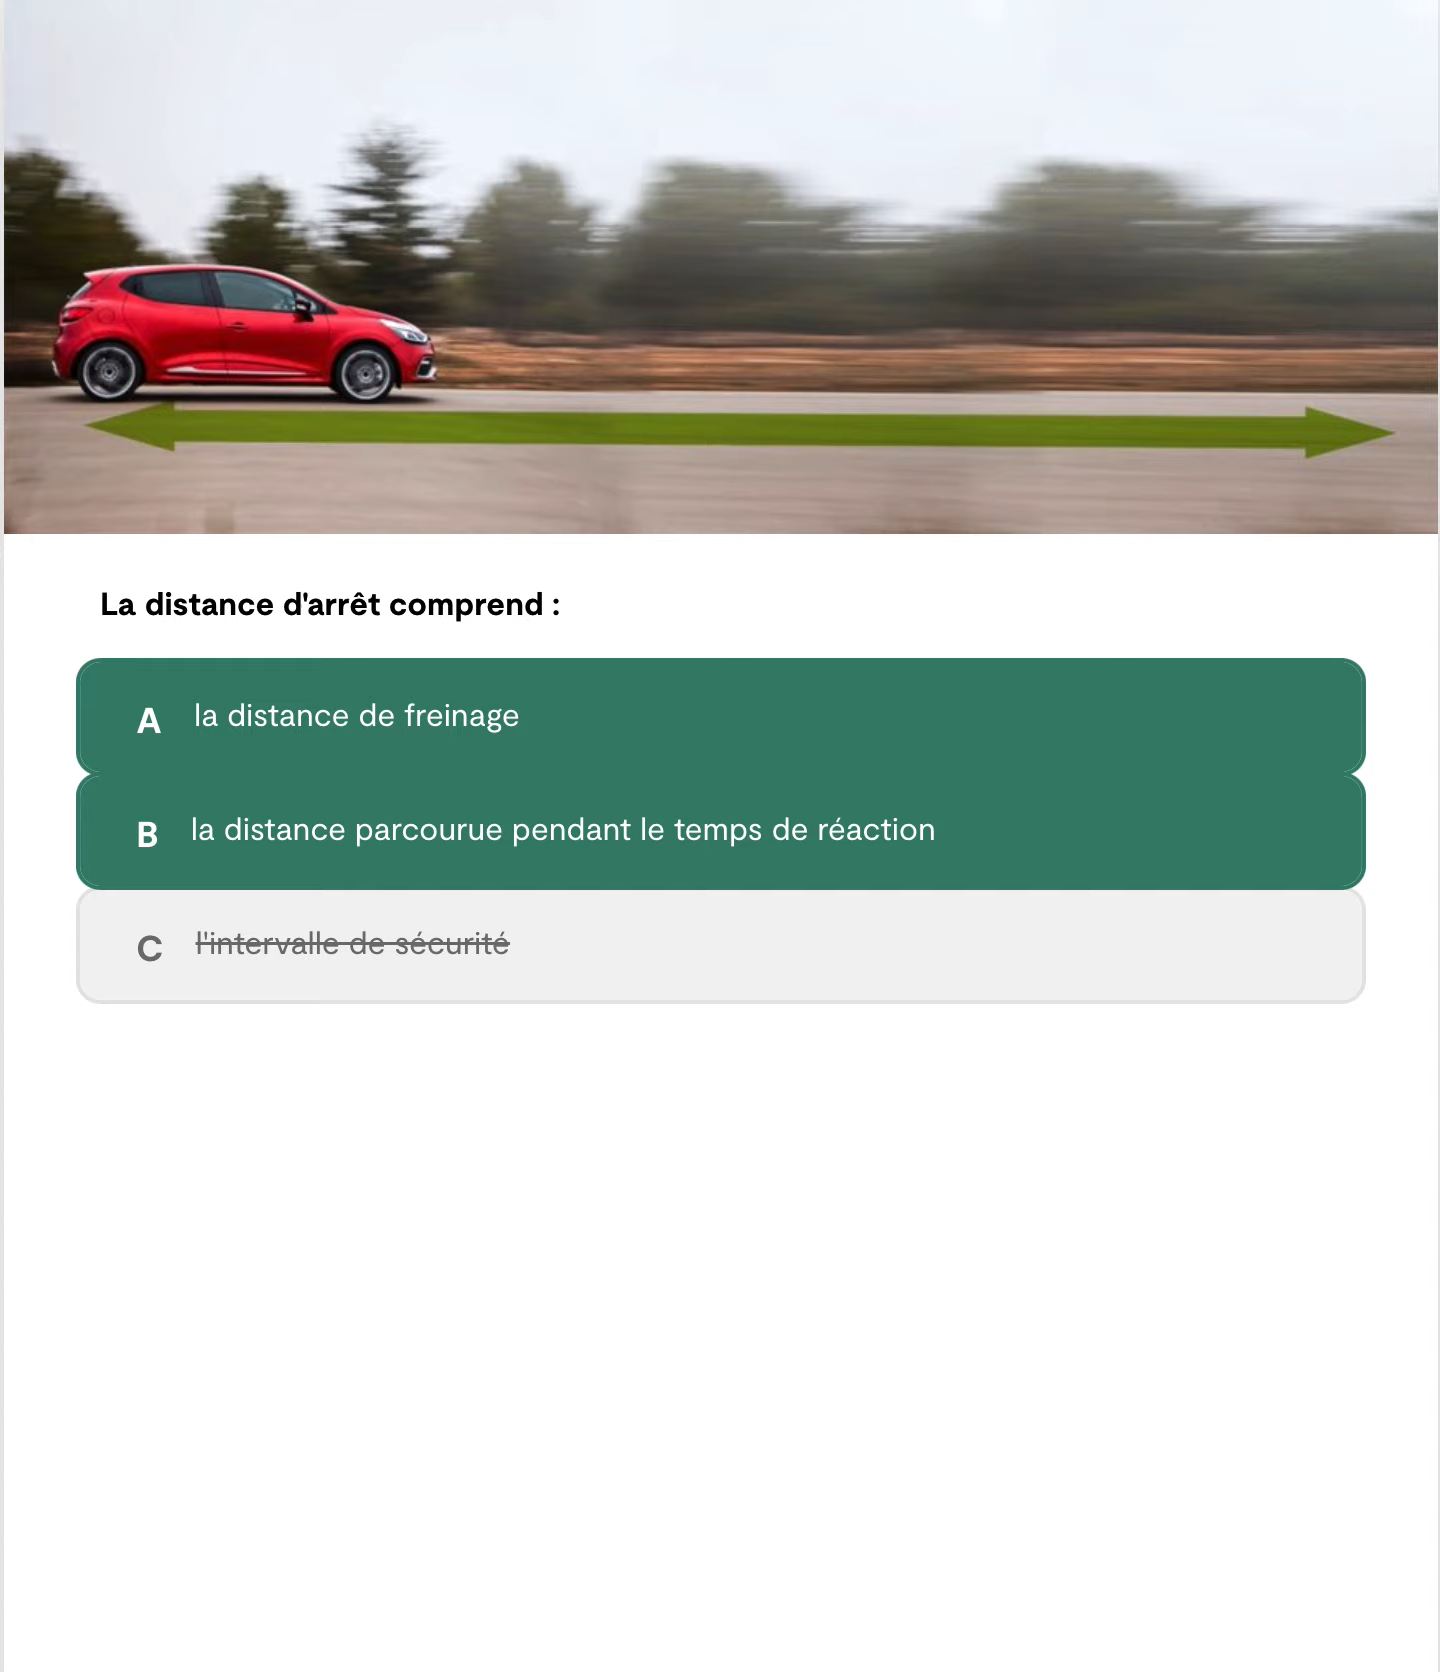 La distance d'arrêt comprend :
A la distance de freinage
B la distance parcourue pendant le temps de réaction
C l'intervalle de sécurité